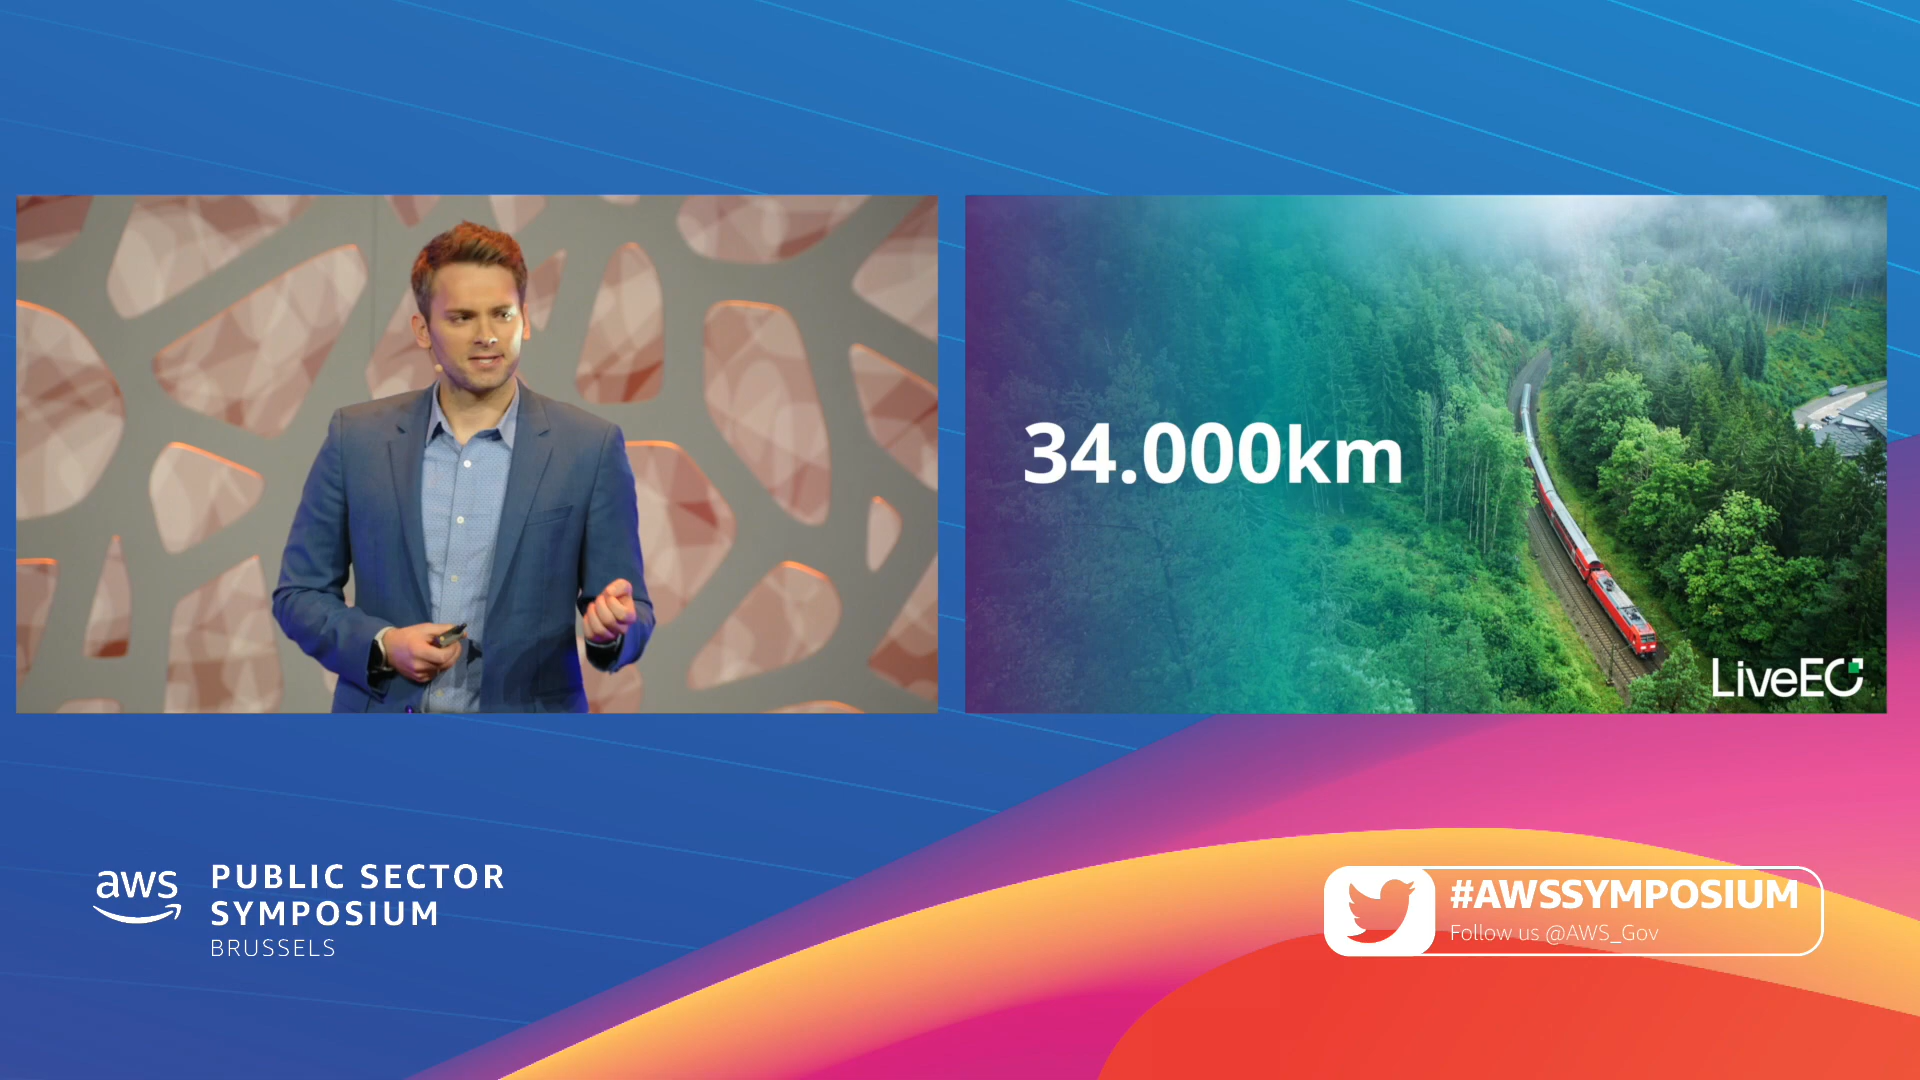 34.000km
LiveEO
aws
PUBLIC SECTOR
SYMPOSIUM
BRUSSELS
#AWSSYMPOSIUM
Follow us @AWS_Gov